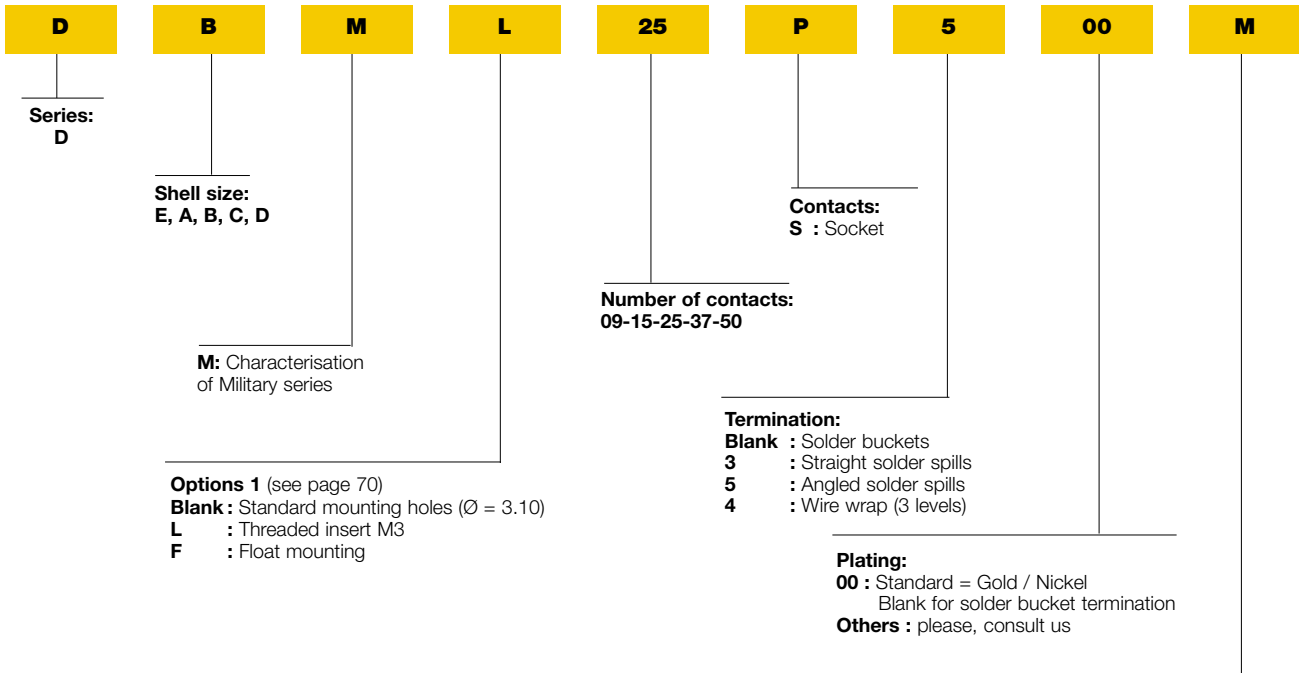 D B M L 25 P 5 00 M
Series:
D
Shell size:
E, A, B, C, D
Contacts:
S : Socket
Number of contacts:
09-15-25-37-50
M: Characterisation
of Military series
Termination:
Blank : Solder buckets
3 : Straight solder spills
5 : Angled solder spills
4 : Wire wrap (3 levels)
Options 1 (see page 70)
Blank : Standard mounting holes (Ø = 3.10)
L : Threaded insert M3
F : Float mounting
Plating:
00 : Standard = Gold / Nickel
Blank for solder bucket termination
Others : please, consult us